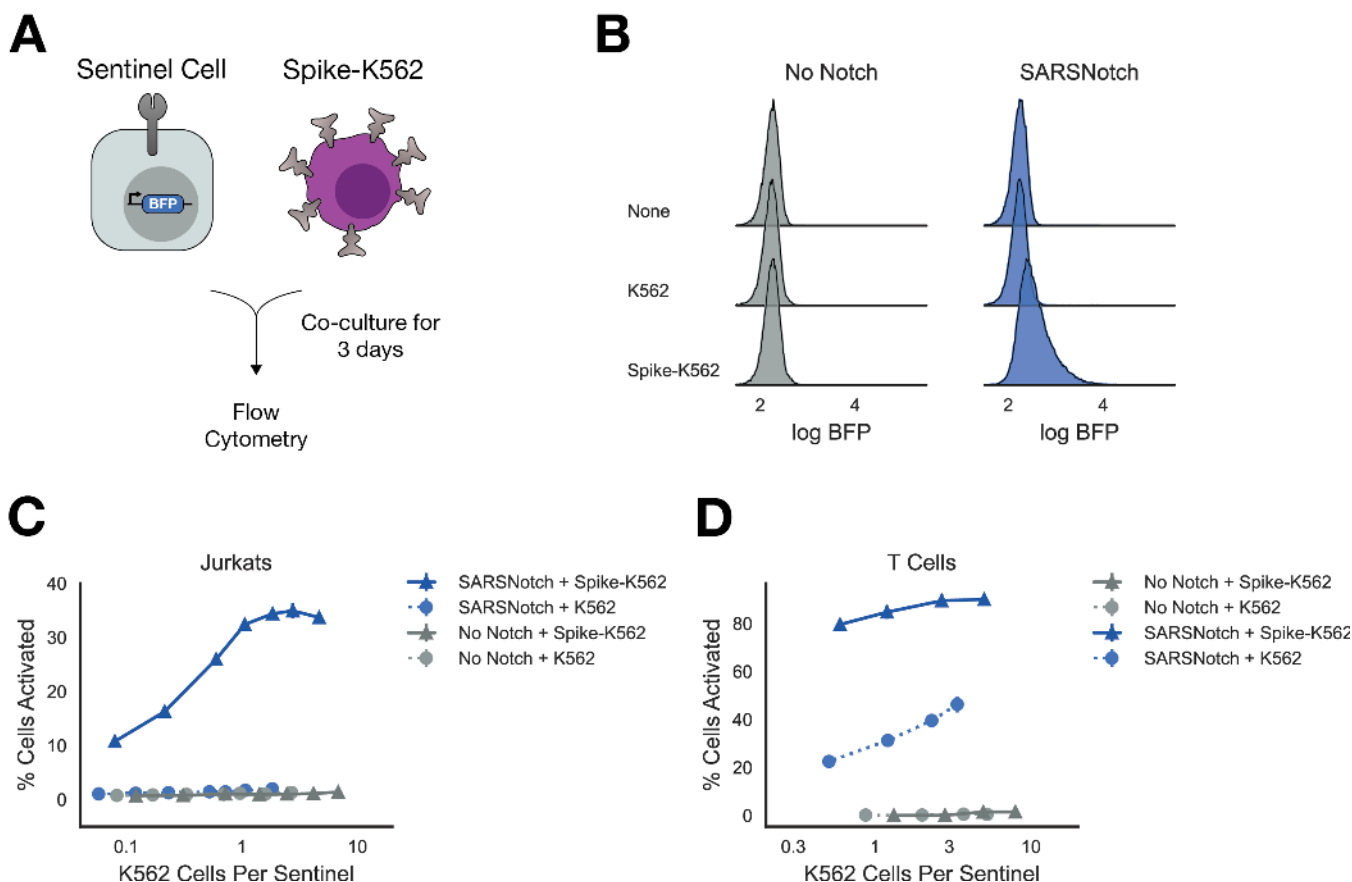 A
Sentinel Cell
Spike-K562
BFP
Co-culture for
3 days
Flow
Cytometry
B
No Notch
SARSNotch
None
K562
Spike-K562
2
4
2
4
log BFP
log BFP
C
Jurkats
% Cells Activated
40
30
20
10
0
0.1
1
10
K562 Cells Per Sentinel
SARSNotch + Spike-K562
SARSNotch + K562
No Notch + Spike-K562
No Notch + K562
D
T Cells
% Cells Activated
80
60
40
20
0
0.3
1
3
10
K562 Cells Per Sentinel
No Notch + Spike-K562
No Notch + K562
SARSNotch + Spike-K562
SARSNotch + K562